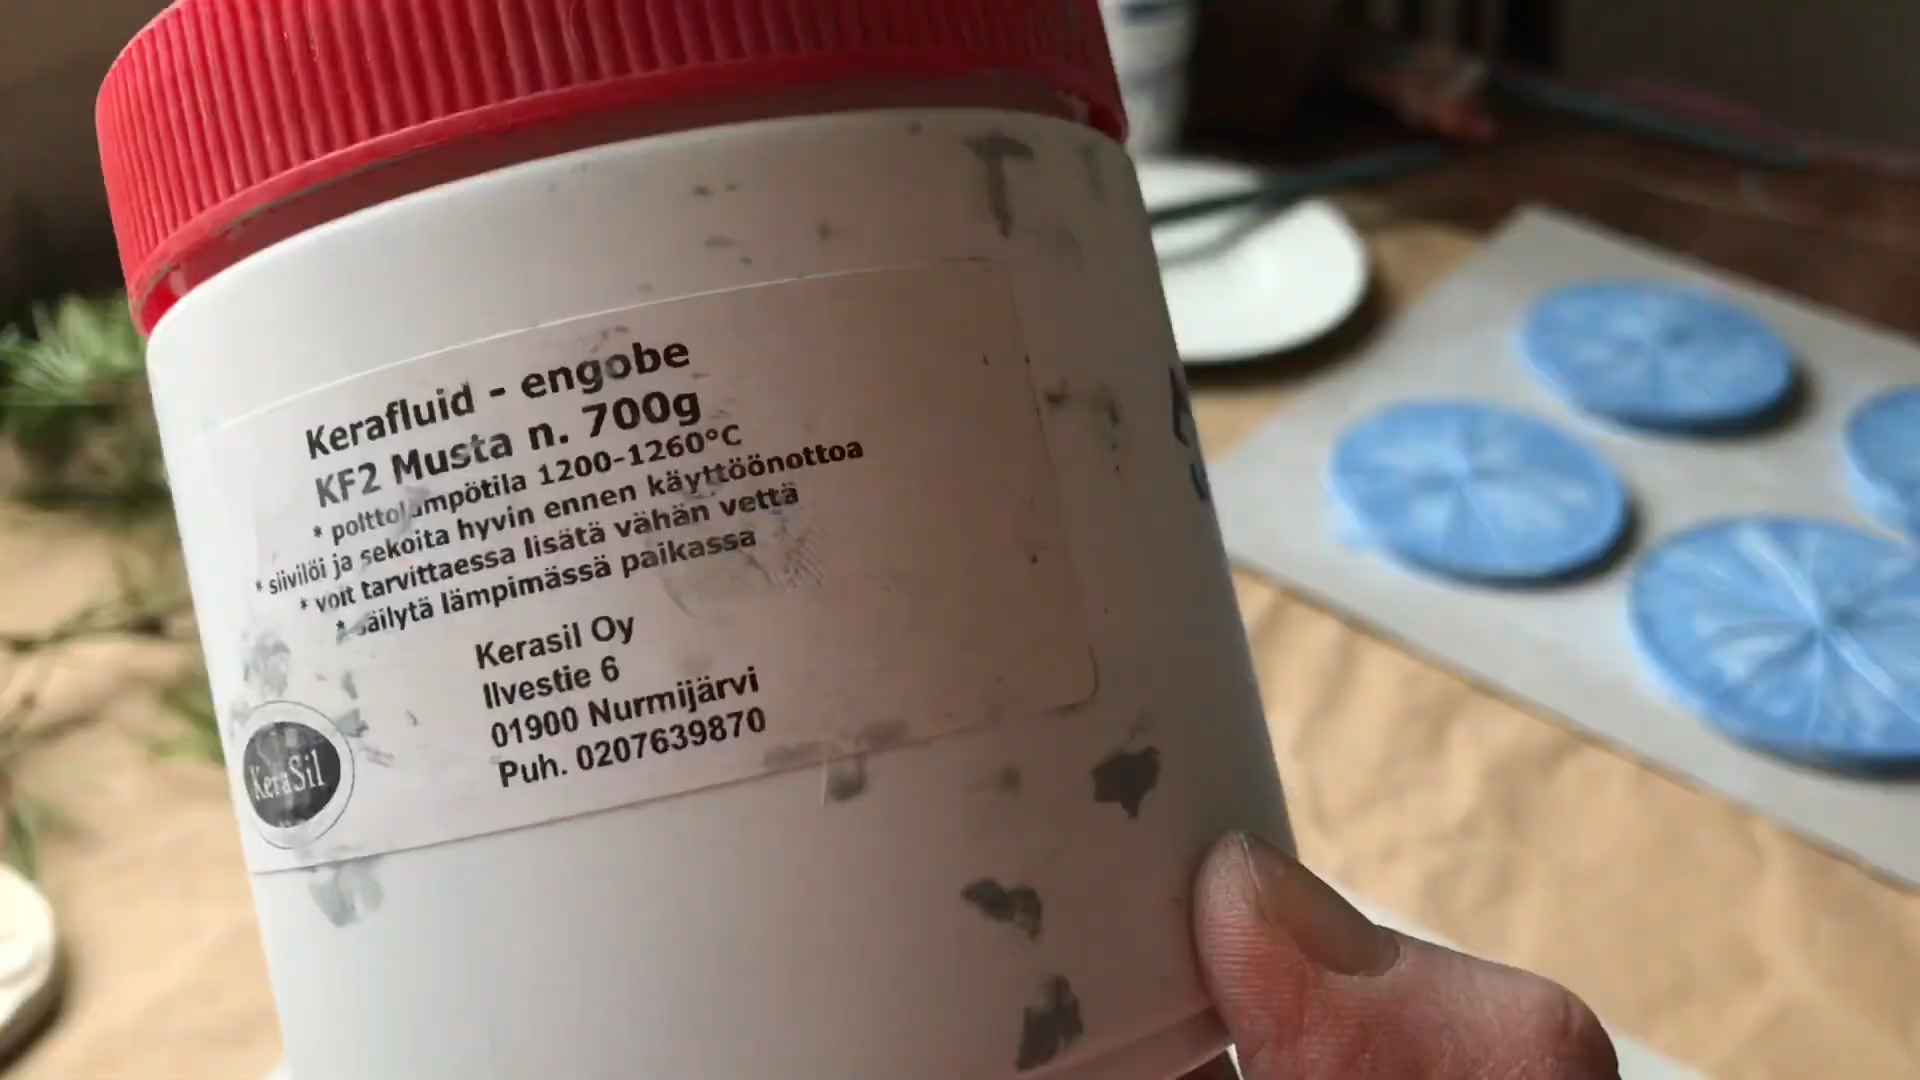 Kerafluid - engobe
KF2 Musta n. 700g
* polttolämpötila 1200-1260°C
* siivilöi ja sekoita hyvin ennen käyttöönottoa
* voit tarvittaessa lisätä vähän vettä
* säilytä lämpimässä paikassa
Kerasil Oy
Ilvestie 6
01900 Nurmijärvi
Puh. 0207639870
KeraSil